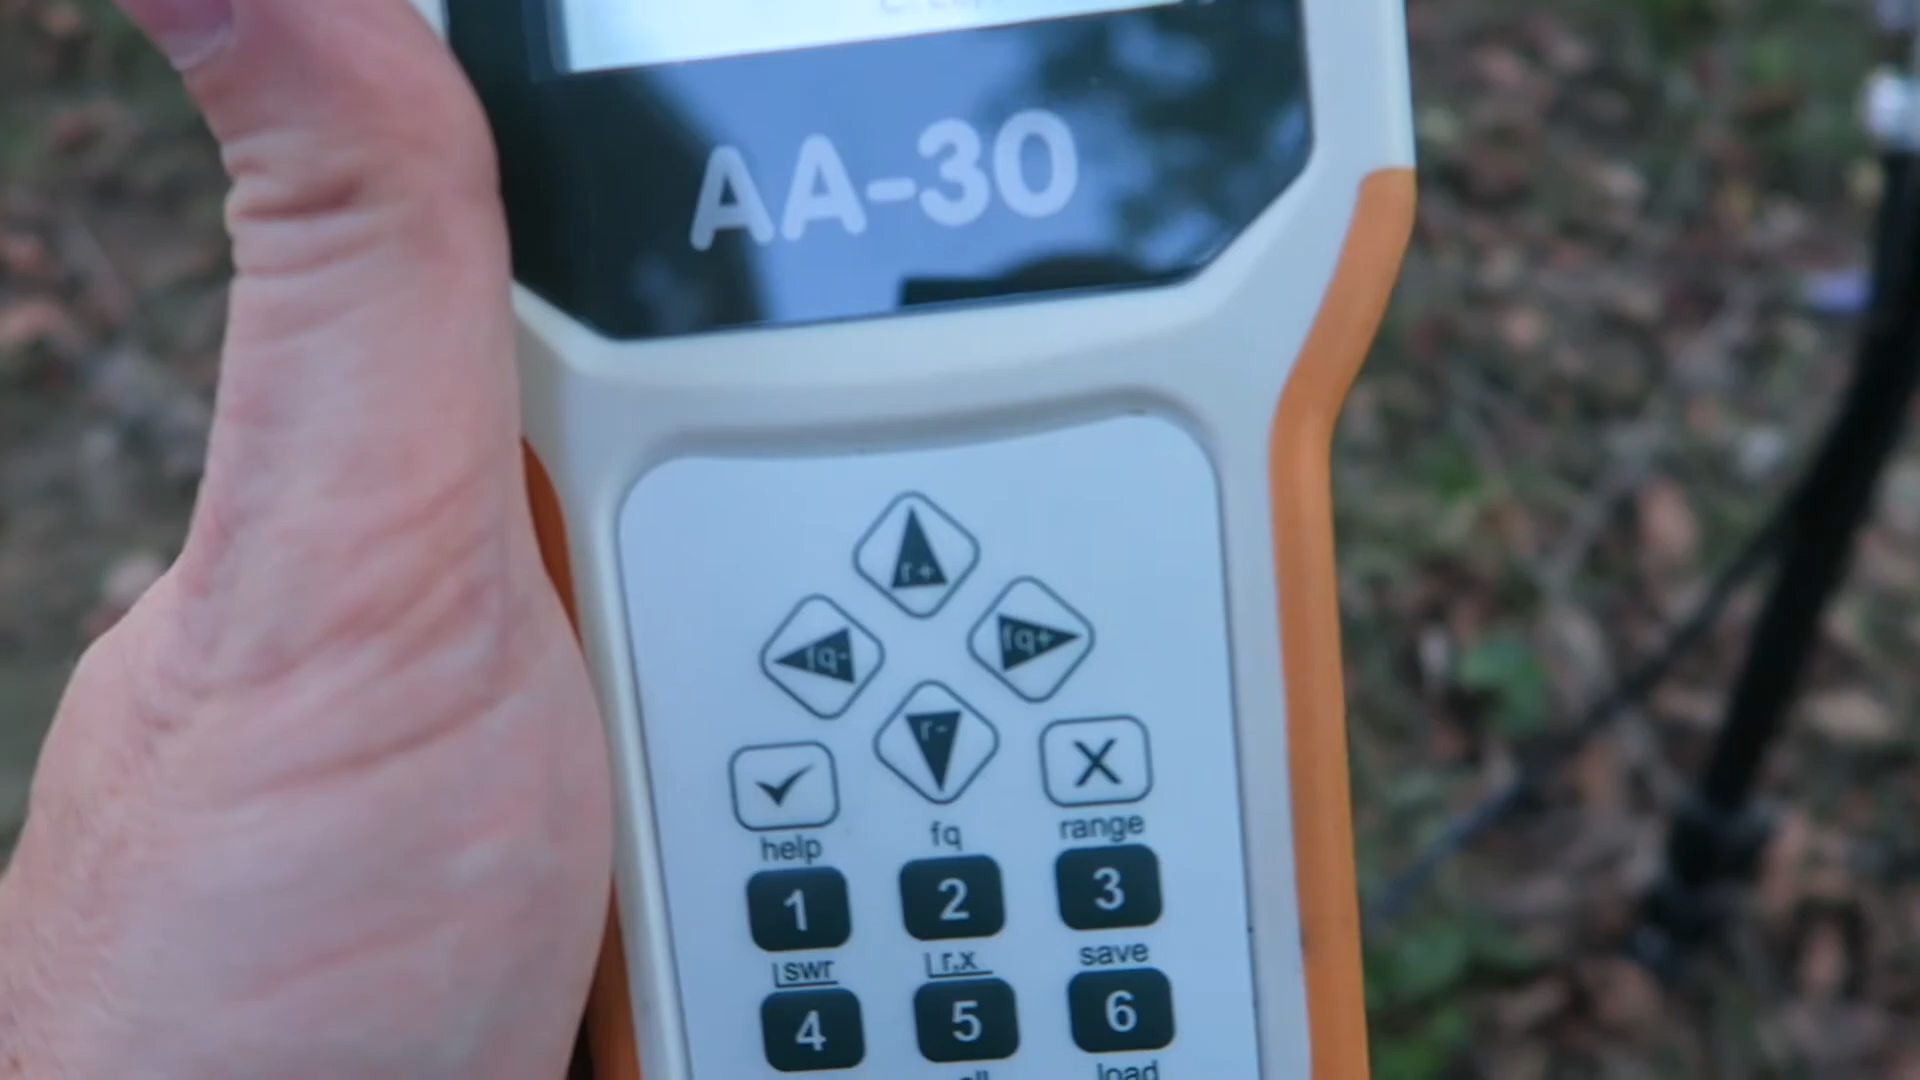 AA-30
r+
fq-
fq+
r-
help
fq
range
1
2
3
swr
r,x
save
4
5
6
load